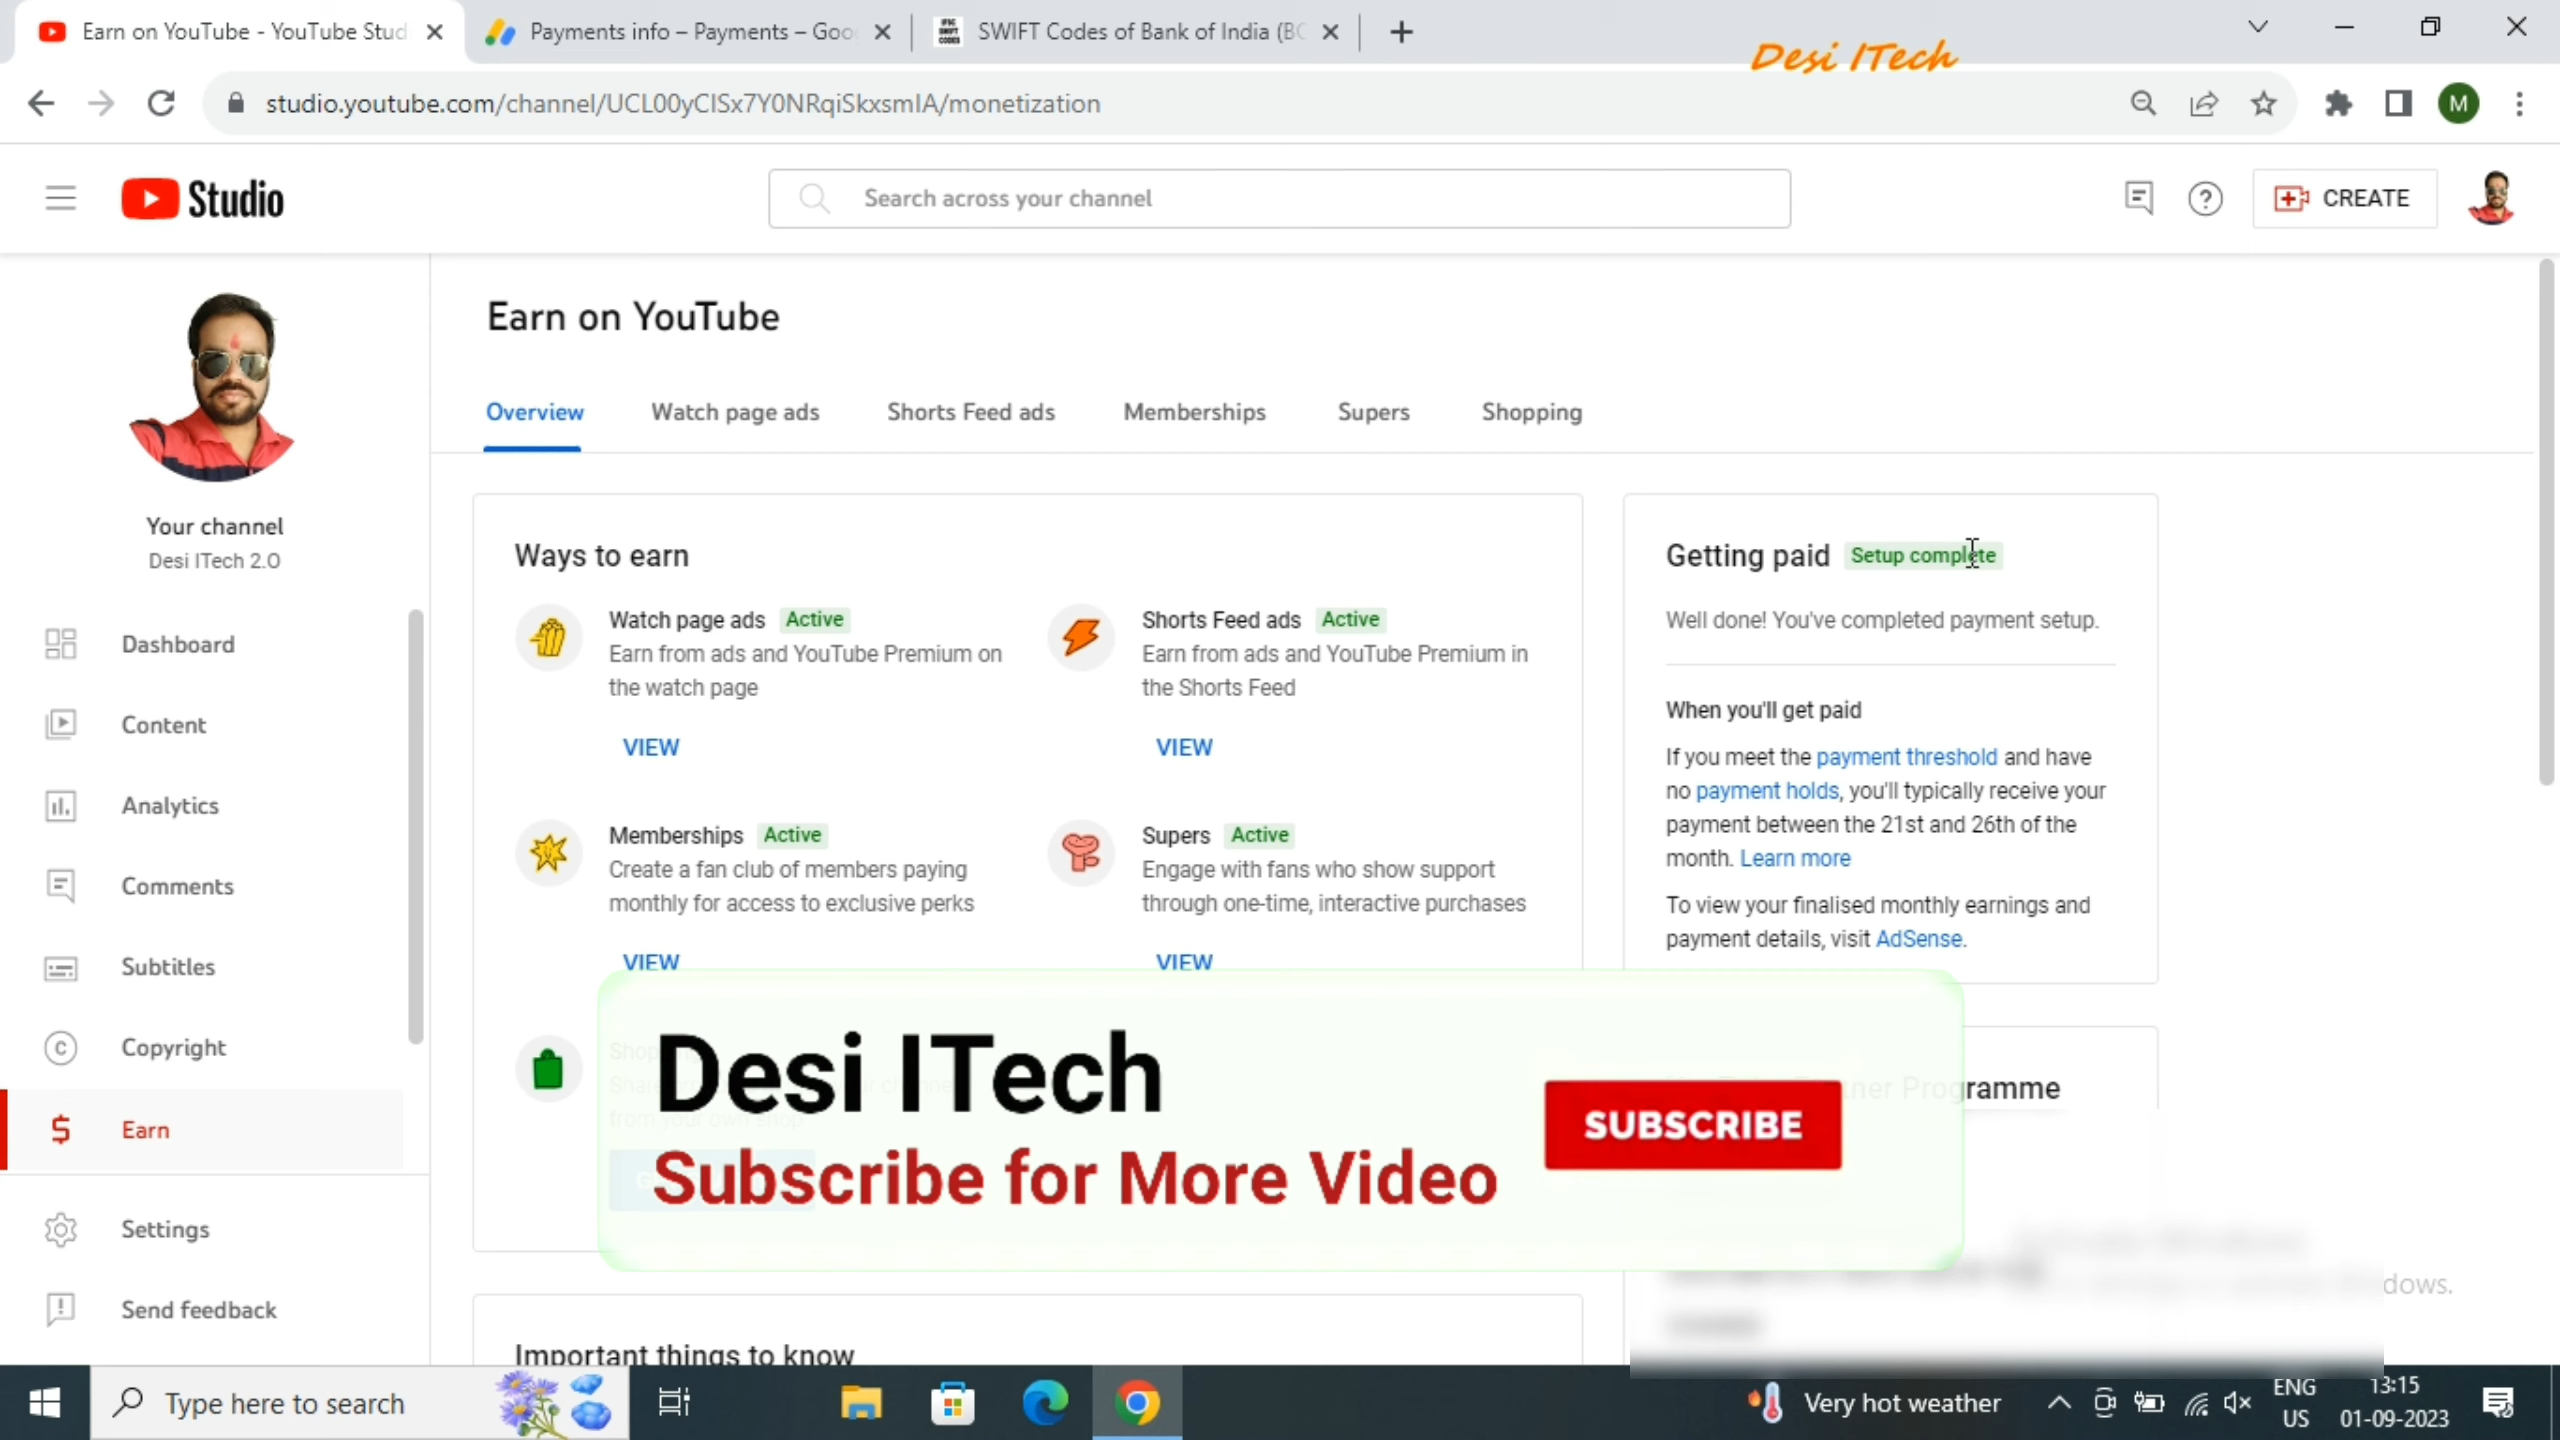 Earn on YouTube - YouTube Stud
Payments info – Payments – Goo
SWIFT Codes of Bank of India (BO
Desi ITech
studio.youtube.com/channel/UCL00yCISx7Y0NRqiSkxsmIA/monetization
M
Studio
Search across your channel
CREATE
Your channel
Desi ITech 2.0
Dashboard
Content
Analytics
Comments
Subtitles
Copyright
Earn
Settings
Send feedback
Earn on YouTube
Overview
Watch page ads
Shorts Feed ads
Memberships
Supers
Shopping
Ways to earn
Watch page ads Active
Earn from ads and YouTube Premium on
the watch page
VIEW
Shorts Feed ads Active
Earn from ads and YouTube Premium in
the Shorts Feed
VIEW
Memberships Active
Create a fan club of members paying
monthly for access to exclusive perks
VIEW
Supers Active
Engage with fans who show support
through one-time, interactive purchases
VIEW
Getting paid Setup complete
Well done! You've completed payment setup.
When you'll get paid
If you meet the payment threshold and have
no payment holds, you'll typically receive your
payment between the 21st and 26th of the
month. Learn more
To view your finalised monthly earnings and
payment details, visit AdSense.
Programme
Desi ITech
Subscribe for More Video
SUBSCRIBE
dows.
Important things to know
Type here to search
Very hot weather
ENG
US
13:15
01-09-2023